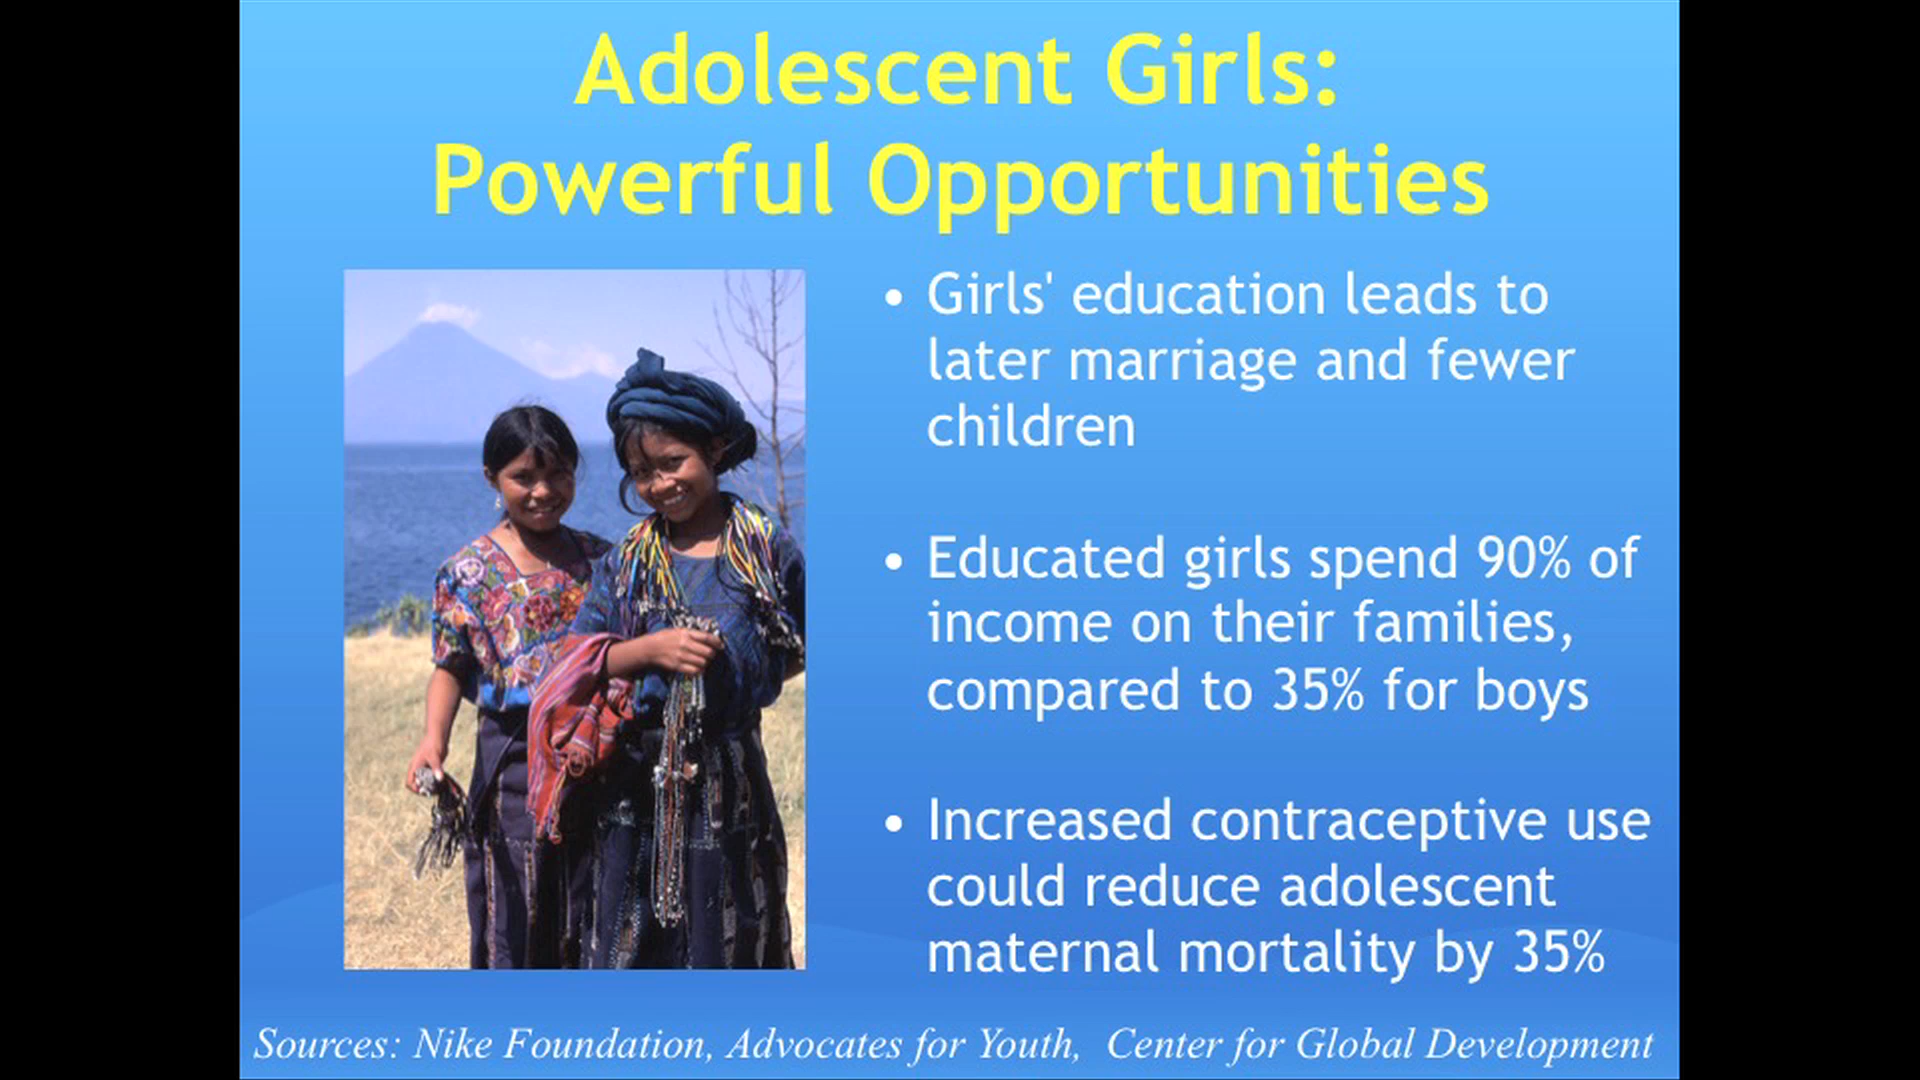 Adolescent Girls:
Powerful Opportunities
• Girls' education leads to
later marriage and fewer
children
• Educated girls spend 90% of
income on their families,
compared to 35% for boys
• Increased contraceptive use
could reduce adolescent
maternal mortality by 35%
Sources: Nike Foundation, Advocates for Youth, Center for Global Development